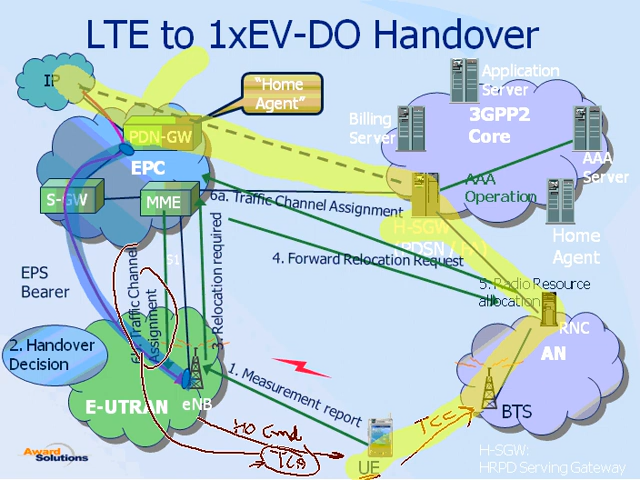 LTE to 1xEV-DO Handover
IP
"Home
Agent"
Application
Server
Billing
Server
3GPP2
Core
PDN-GW
EPC
AAA
Server
S-GW
MME
6a. Traffic Channel Assignment
AAA
Operation
H-SGW
(PDSN /
Home
Agent
S1
4. Forward Relocation Request
3. Relocation required
EPS
Bearer
5. Radio Resource
allocation
RNC
AN
6b. Traffic Channel
Assignment
2. Handover
Decision
1. Measurement report
E-UTRAN
eNB
BTS
HO Cmd
TCA
TCC
UE
Award
Solutions
H-SGW:
HRPD Serving Gateway